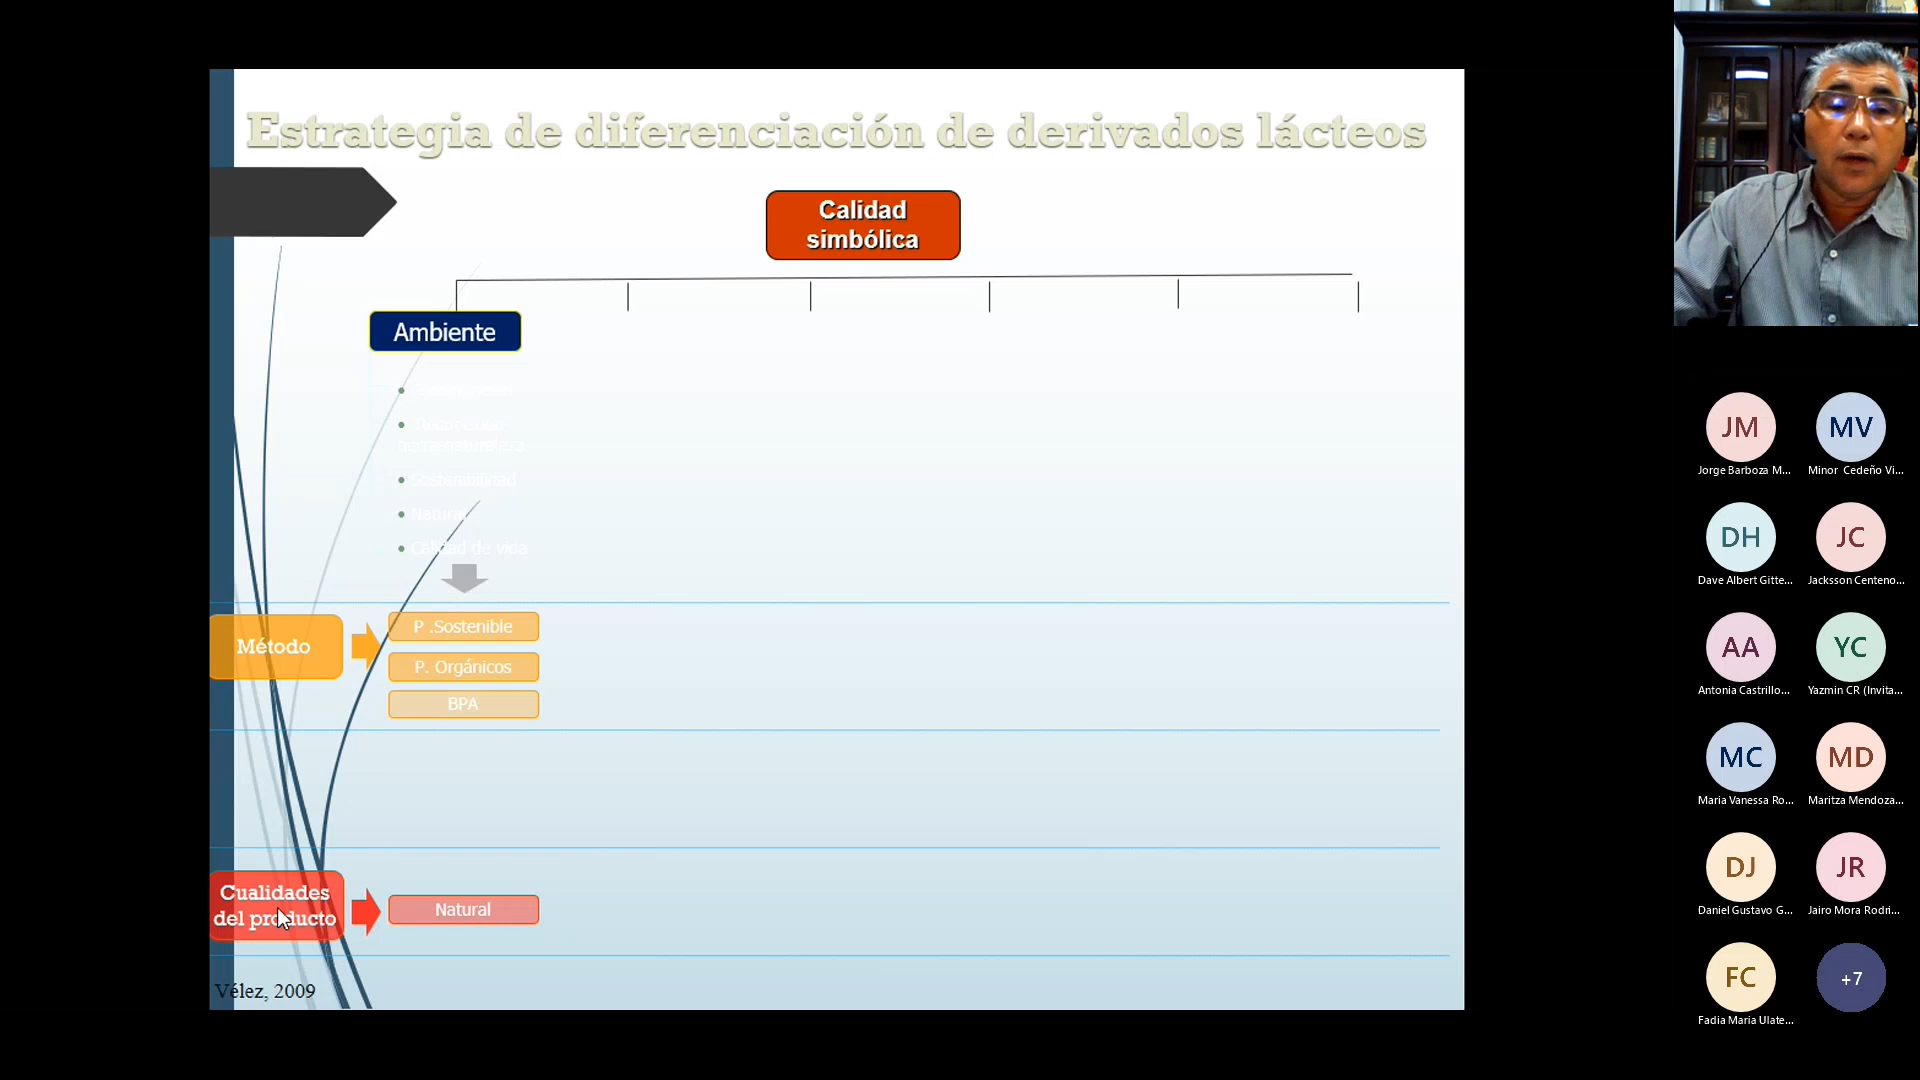 Estrategia de diferenciación de derivados lácteos
Calidad
simbólica
Ambiente
Sostenibilidad
Natural
Calidad de vida
Método
P .Sostenible
P. Orgánicos
BPA
Cualidades
del producto
Natural
Vélez, 2009
JM
MV
Jorge Barboza M...
Minor Cedeño Vi...
DH
JC
Dave Albert Gitte...
Jacksson Centeno...
AA
YC
Antonia Castrillo...
Yazmin CR (Invita...
MC
MD
Maria Vanessa Ro...
Maritza Mendoza...
DJ
JR
Daniel Gustavo G...
Jairo Mora Rodri...
FC
+7
Fadia Maria Ulate...